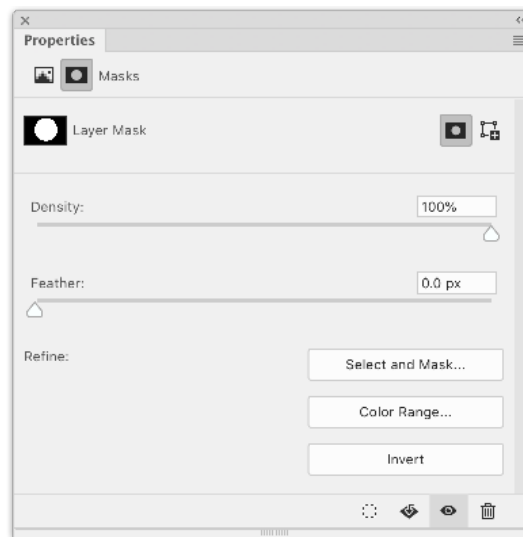 Properties
Masks
Layer Mask
Density: 100%
Feather: 0.0 px
Refine: Select and Mask...
Color Range...
Invert